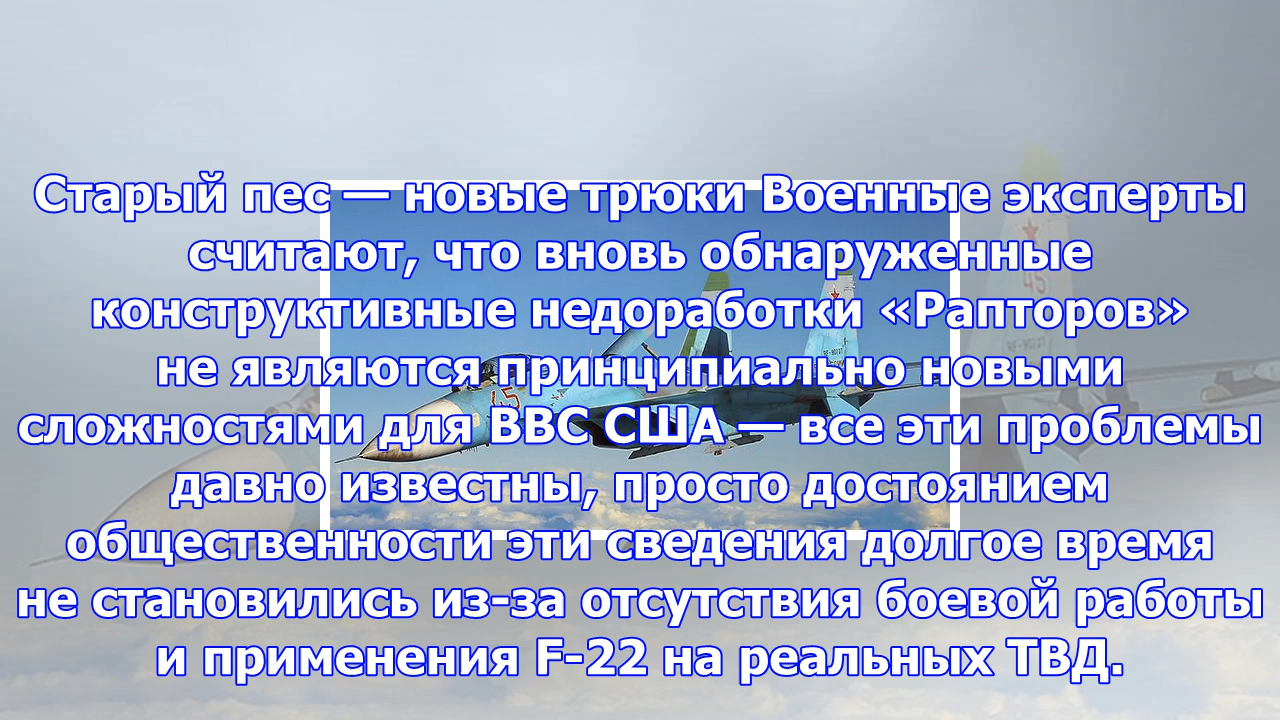 Старый пес — новые трюки Военные эксперты
считают, что вновь обнаруженные
конструктивные недоработки «Рапторов»
не являются принципиально новыми
сложностями для ВВС США — все эти проблемы
давно известны, просто достоянием
общественности эти сведения долгое время
не становились из-за отсутствия боевой работы
и применения F-22 на реальных ТВД.
45
45